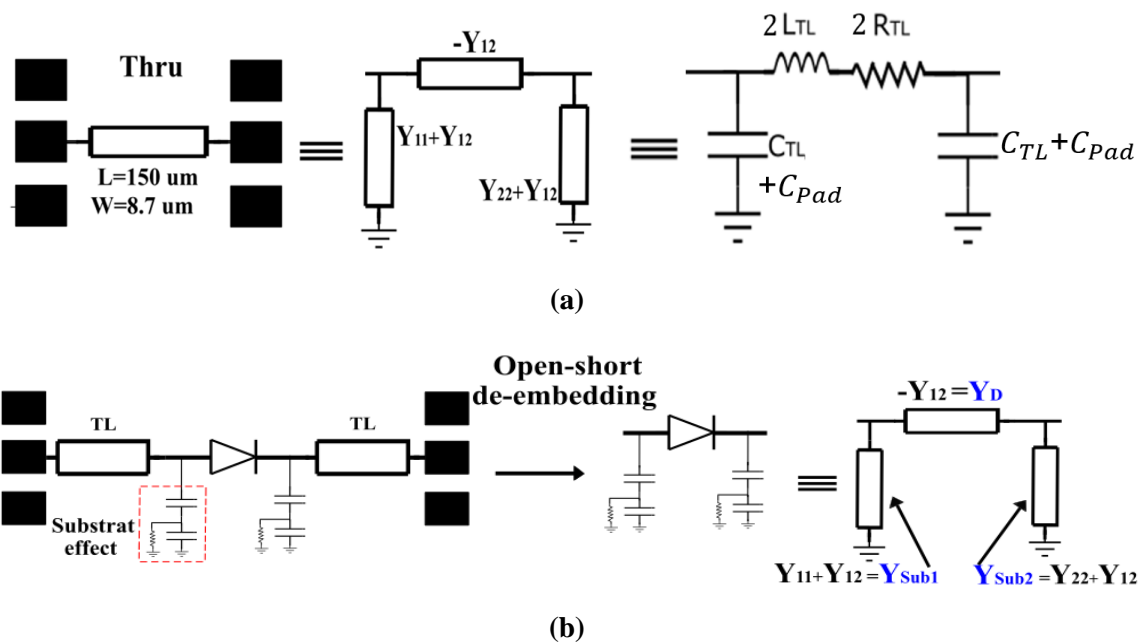 Thru
L=150 um
W=8.7 um
-Y12
Y11+Y12
Y22+Y12
2 LTL 2 RTL
CTL
+CPad
CTL+CPad
(a)
Open-short
de-embedding
TL
TL
Substrat
effect
-Y12=YD
Y11+Y12=YSub1
YSub2=Y22+Y12
(b)